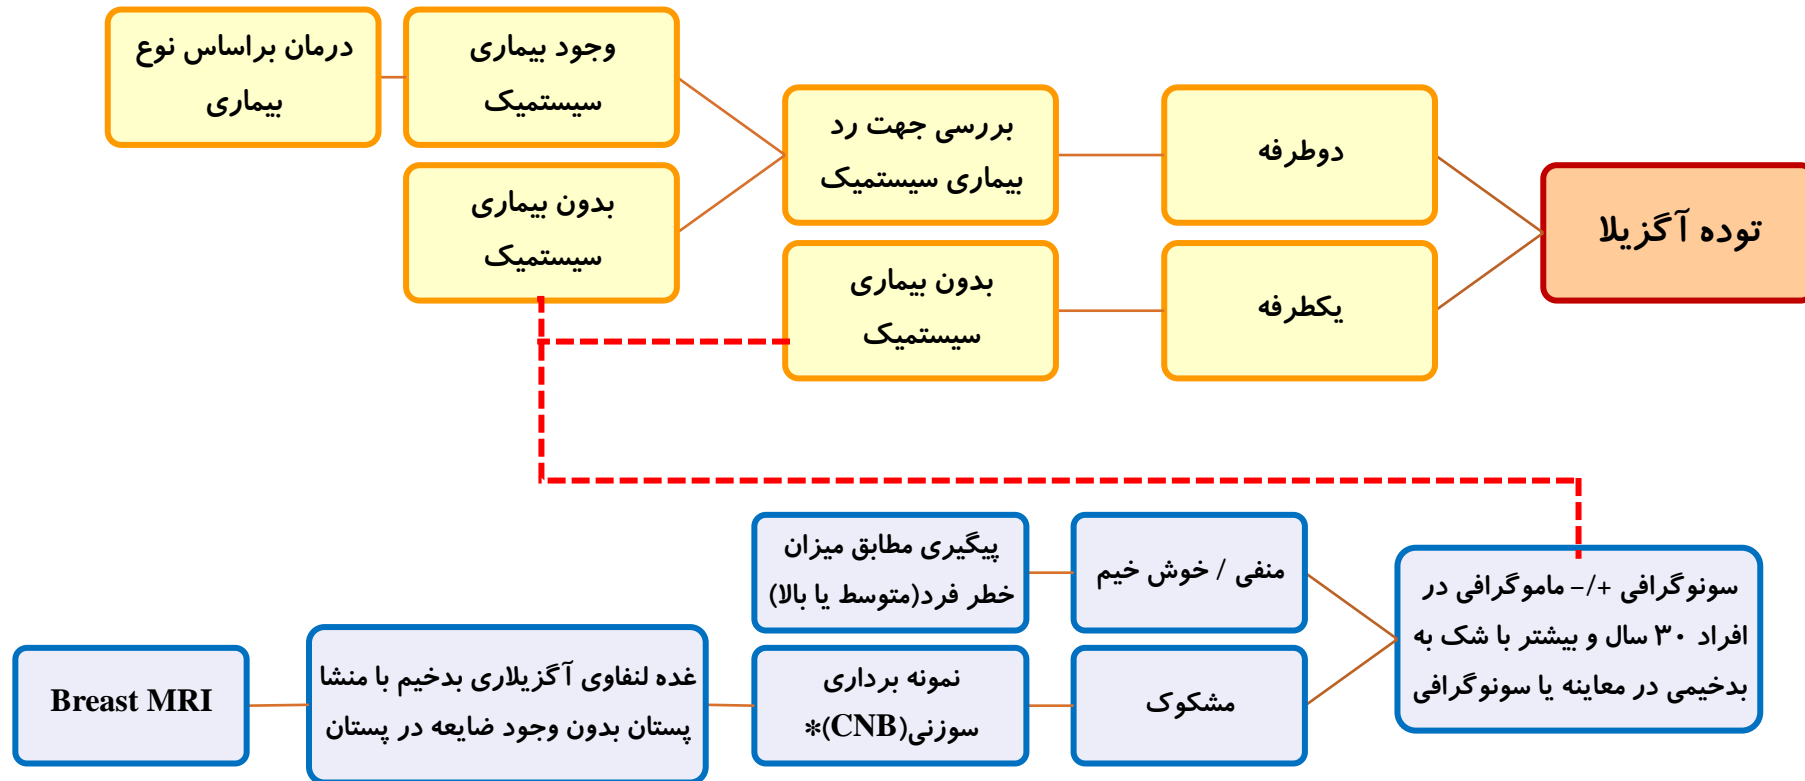 توده آگزیلا
دوطرفه
بررسی جهت رد
بیماری سیستمیک
وجود بیماری
سیستمیک
درمان براساس نوع
بیماری
بدون بیماری
سیستمیک
یکطرفه
بدون بیماری
سیستمیک
سونوگرافی +/- ماموگرافی در
افراد ۳۰ سال و بیشتر با شک به
بدخیمی در معاینه یا سونوگرافی
منفی / خوش خیم
پیگیری مطابق میزان
خطر فرد(متوسط یا بالا)
مشکوک
نمونه برداری
سوزنی(CNB)*
غده لنفاوی آگزیلاری بدخیم با منشا
پستان بدون وجود ضایعه در پستان
Breast MRI